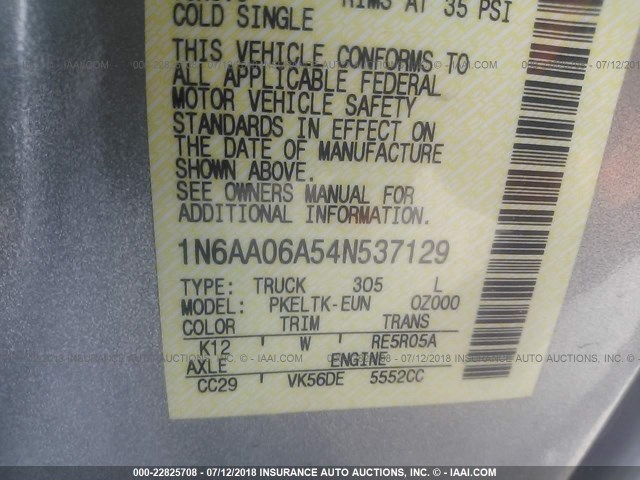 RIMS AT 35 PSI
COLD SINGLE
THIS VEHICLE CONFORMS TO
ALL APPLICABLE FEDERAL
MOTOR VEHICLE SAFETY
STANDARDS IN EFFECT ON
THE DATE OF MANUFACTURE
SHOWN ABOVE.
SEE OWNERS MANUAL FOR
ADDITIONAL INFORMATION.
1N6AA06A54N537129
TYPE: TRUCK 305 L
MODEL: PKELTK-EUN 0Z000
COLOR TRIM TRANS
K12 W RE5R05A
AXLE ENGINE
CC29 VK56DE 5552CC
000-22825708 - 07/12/2018 INSURANCE AUTO AUCTIONS, INC. - IAAI.COM